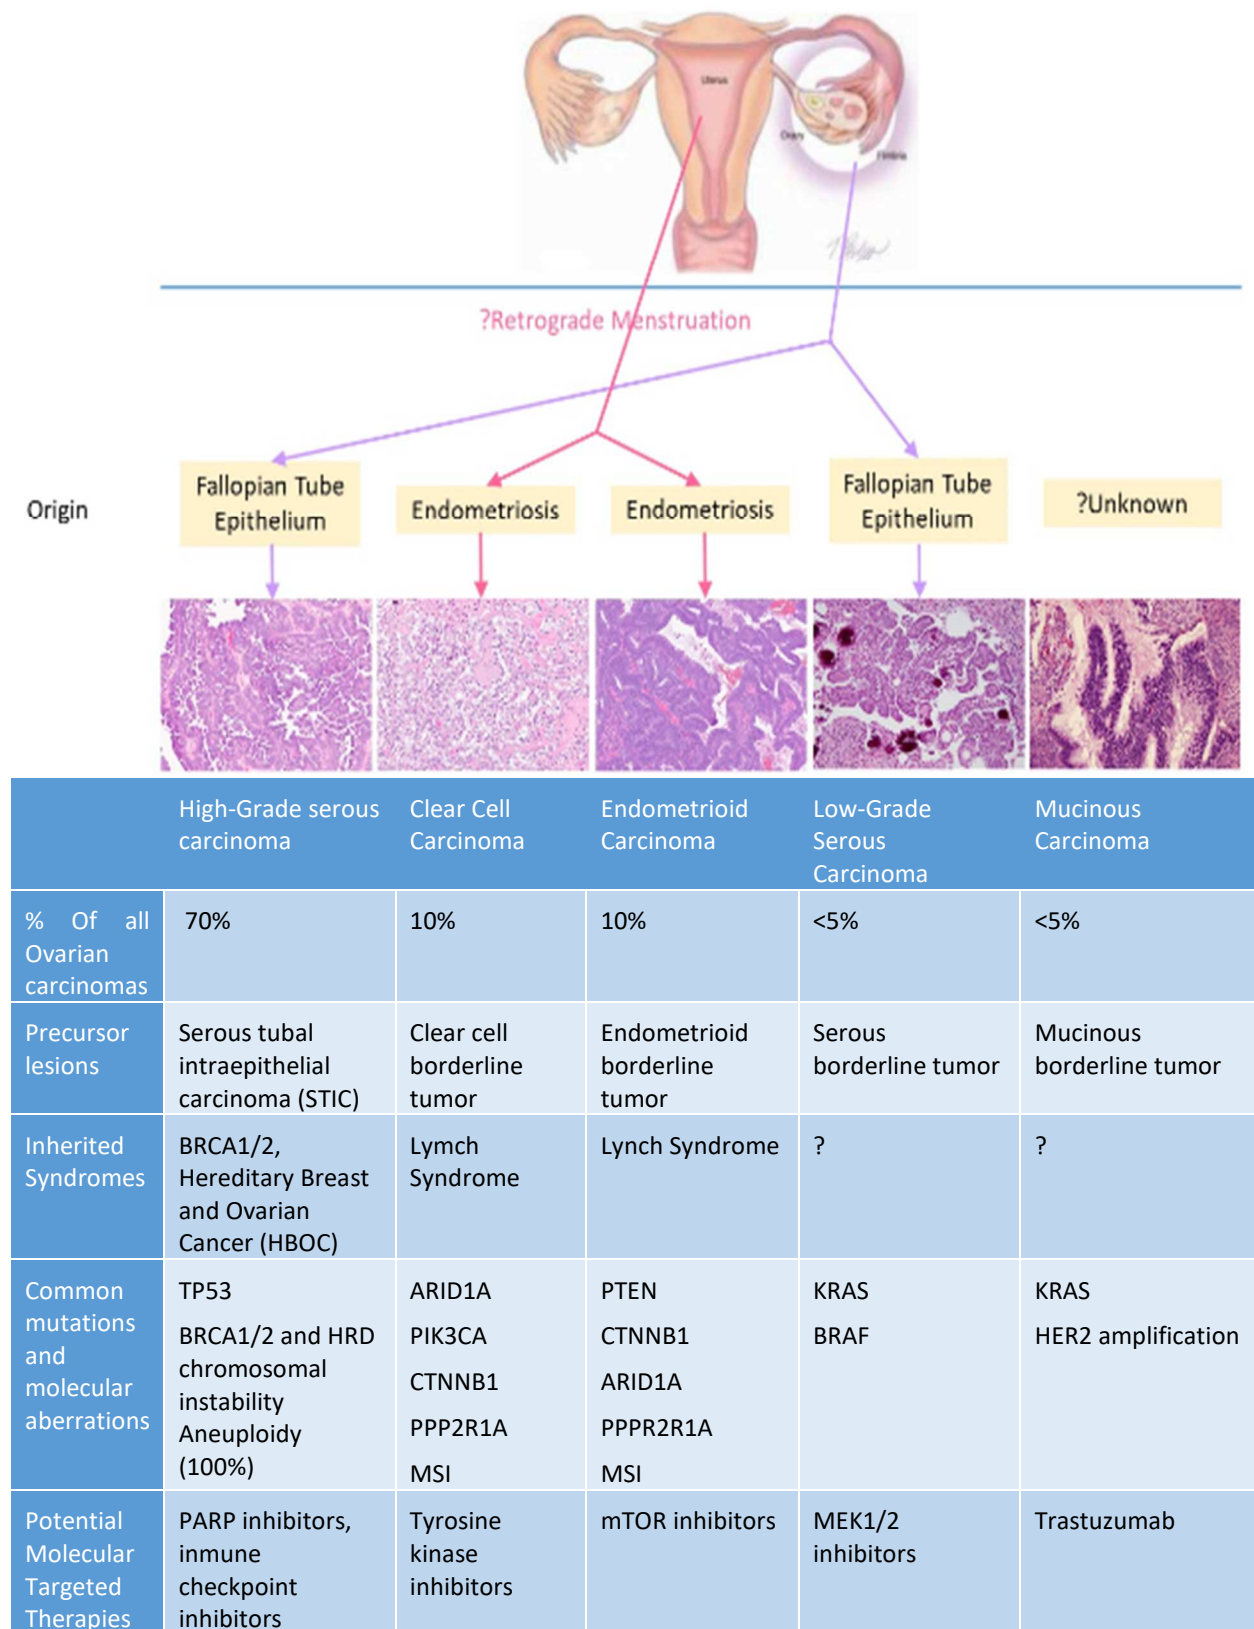 Uterus
Ovary
Fimbria
?Retrograde Menstruation
Origin
Fallopian Tube
Epithelium
Endometriosis
Endometriosis
Fallopian Tube
Epithelium
?Unknown
High-Grade serous
carcinoma
Clear Cell
Carcinoma
Endometrioid
Carcinoma
Low-Grade
Serous
Carcinoma
Mucinous
Carcinoma
% Of all
Ovarian
carcinomas
70%
10%
10%
<5%
<5%
Precursor
lesions
Serous tubal
intraepithelial
carcinoma (STIC)
Clear cell
borderline
tumor
Endometrioid
borderline
tumor
Serous
borderline tumor
Mucinous
borderline tumor
Inherited
Syndromes
BRCA1/2,
Hereditary Breast
and Ovarian
Cancer (HBOC)
Lymch
Syndrome
Lynch Syndrome
?
?
Common
mutations
and
molecular
aberrations
TP53
BRCA1/2 and HRD
chromosomal
instability
Aneuploidy
(100%)
ARID1A
PIK3CA
CTNNB1
PPP2R1A
MSI
PTEN
CTNNB1
ARID1A
PPPR2R1A
MSI
KRAS
BRAF
KRAS
HER2 amplification
Potential
Molecular
Targeted
Therapies
PARP inhibitors,
inmune
checkpoint
inhibitors
Tyrosine
kinase
inhibitors
mTOR inhibitors
MEK1/2
inhibitors
Trastuzumab